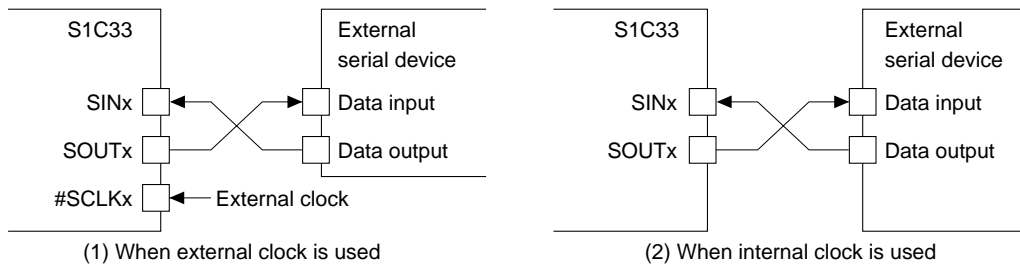 S1C33
External
serial device
SINx
Data input
SOUTx
Data output
#SCLKx
External clock
(1) When external clock is used
S1C33
External
serial device
SINx
Data input
SOUTx
Data output
(2) When internal clock is used